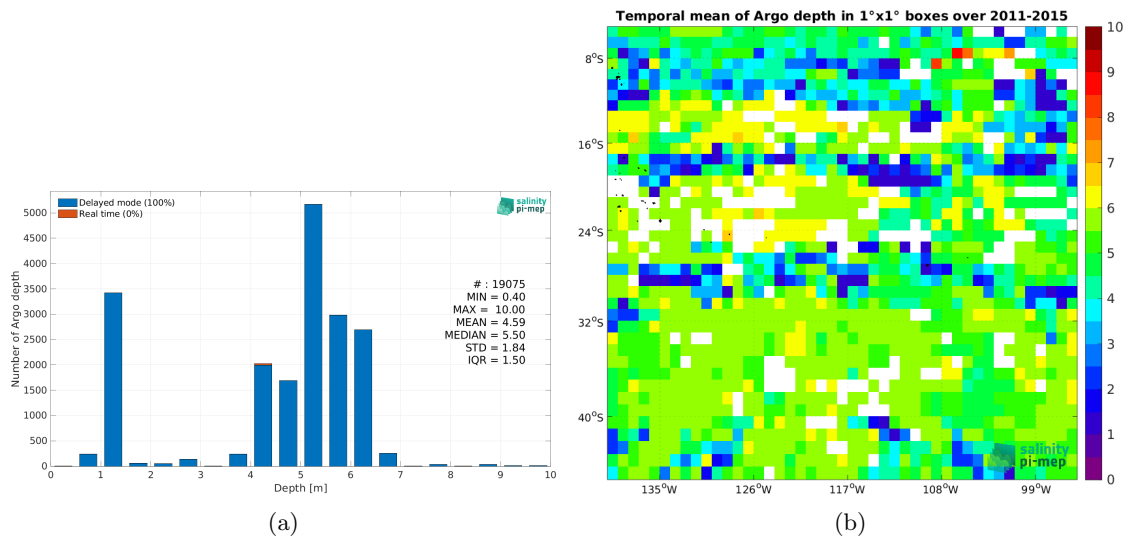 Temporal mean of Argo depth in 1°x1° boxes over 2011-2015
Delayed mode (100%)
Real time (0%)
salinity
pi-mep
# : 19075
MIN = 0.40
MAX = 10.00
MEAN = 4.59
MEDIAN = 5.50
STD = 1.84
IQR = 1.50
Number of Argo depth
5000
4500
4000
3500
3000
2500
2000
1500
1000
500
0
0 1 2 3 4 5 6 7 8 9 10
Depth [m]
(a)
8°S
16°S
24°S
32°S
40°S
135°W 126°W 117°W 108°W 99°W
salinity
pi-mep
10
9
8
7
6
5
4
3
2
1
0
(b)